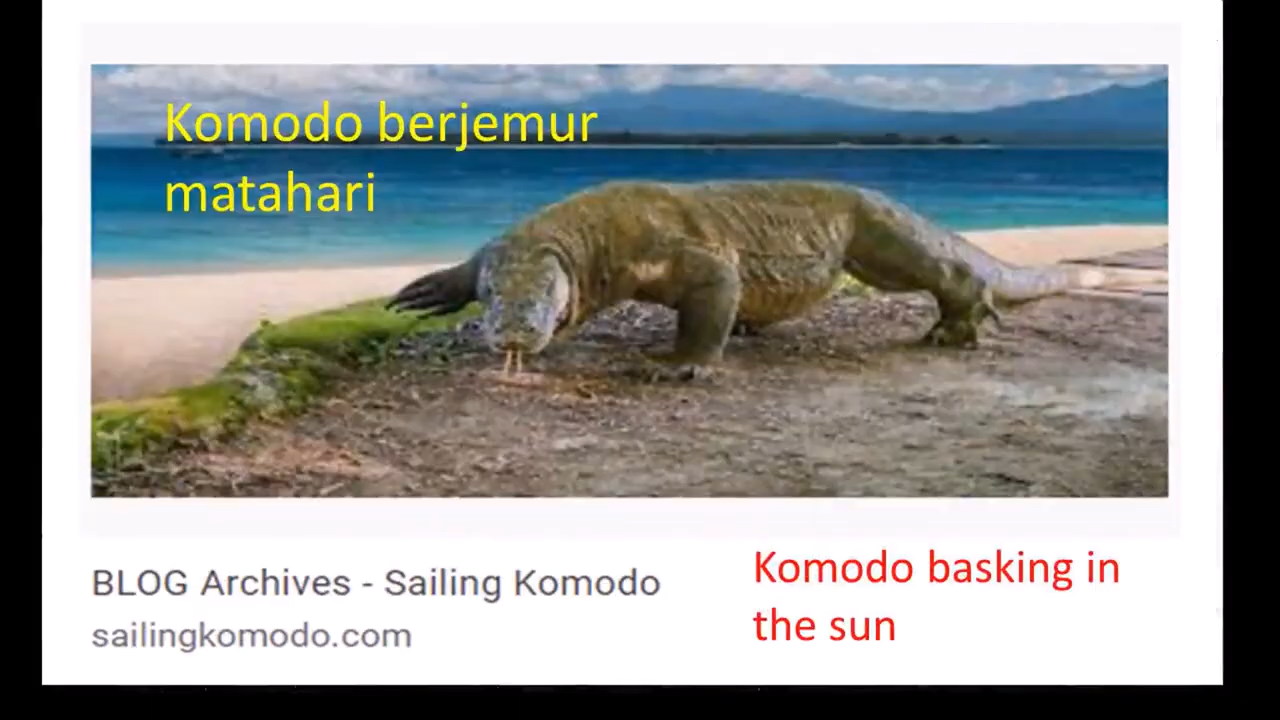 Komodo berjemur
matahari
BLOG Archives - Sailing Komodo
sailingkomodo.com
Komodo basking in
the sun